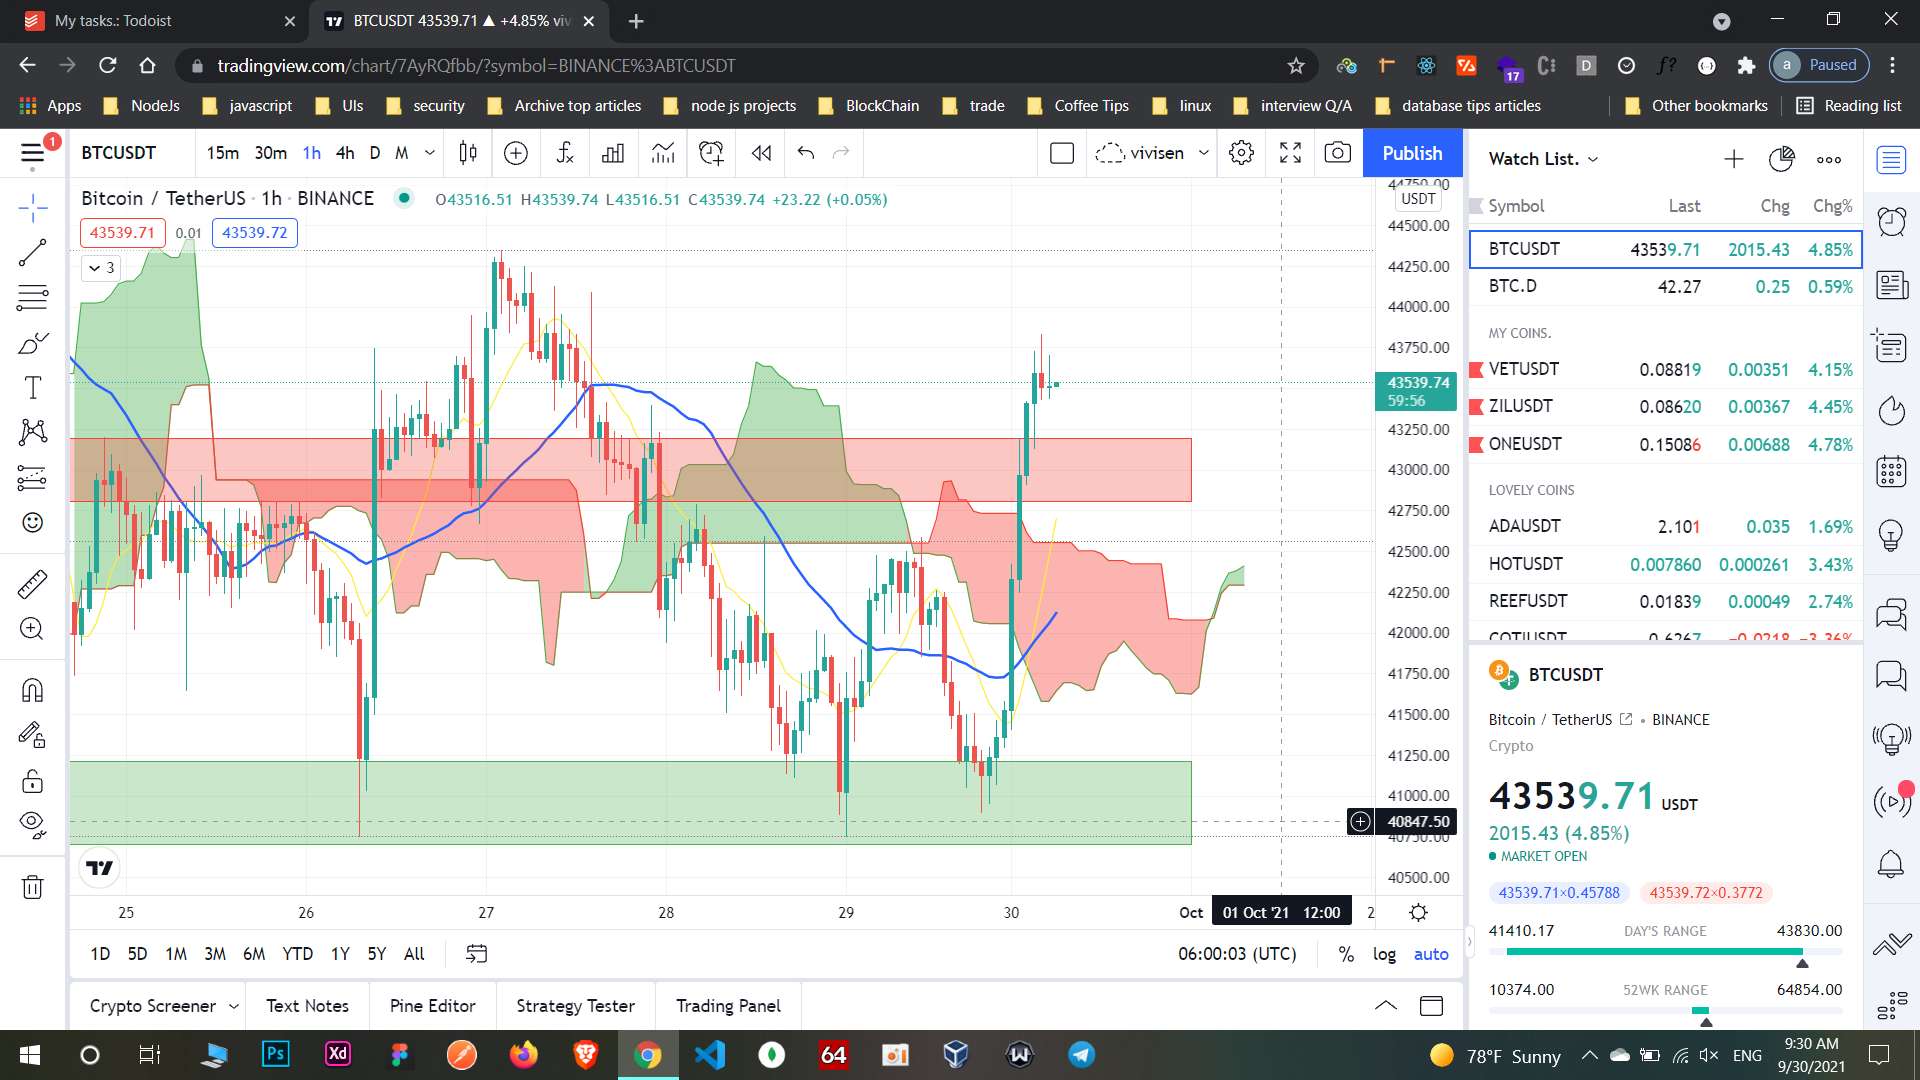 My tasks.: Todoist
BTCUSDT 43539.71 ▲ +4.85% viv
tradingview.com/chart/7AyRQfbb/?symbol=BINANCE%3ABTCUSDT
17
D
f?
a Paused
Apps NodeJs javascript UIs security Archive top articles node js projects BlockChain trade Coffee Tips linux interview Q/A database tips articles Other bookmarks Reading list
1
BTCUSDT 15m 30m 1h 4h D M
vivisen
Publish
Bitcoin / TetherUS · 1h · BINANCE O43516.51 H43539.74 L43516.51 C43539.74 +23.22 (+0.05%)
43539.71 0.01 43539.72
3
44750.00
USDT
44500.00
44250.00
44000.00
43750.00
43539.74
59:56
43250.00
43000.00
42750.00
42500.00
42250.00
42000.00
41750.00
41500.00
41250.00
41000.00
40847.50
40750.00
40500.00
25 26 27 28 29 30 Oct 01 Oct '21 12:00 2
1D 5D 1M 3M 6M YTD 1Y 5Y All
06:00:03 (UTC) % log auto
Crypto Screener Text Notes Pine Editor Strategy Tester Trading Panel
Watch List.
Symbol Last Chg Chg%
BTCUSDT 43539.71 2015.43 4.85%
BTC.D 42.27 0.25 0.59%
MY COINS.
VETUSDT 0.08819 0.00351 4.15%
ZILUSDT 0.08620 0.00367 4.45%
ONEUSDT 0.15086 0.00688 4.78%
LOVELY COINS
ADAUSDT 2.101 0.035 1.69%
HOTUSDT 0.007860 0.000261 3.43%
REEFUSDT 0.01839 0.00049 2.74%
COTIUSDT 0.6267 −0.0218 −3.36%
BTCUSDT
Bitcoin / TetherUS • BINANCE
Crypto
43539.71 USDT
2015.43 (4.85%)
MARKET OPEN
43539.71×0.45788 43539.72×0.3772
41410.17 DAY'S RANGE 43830.00
10374.00 52WK RANGE 64854.00
Ps
Xd
64
78°F Sunny
ENG
9:30 AM
9/30/2021